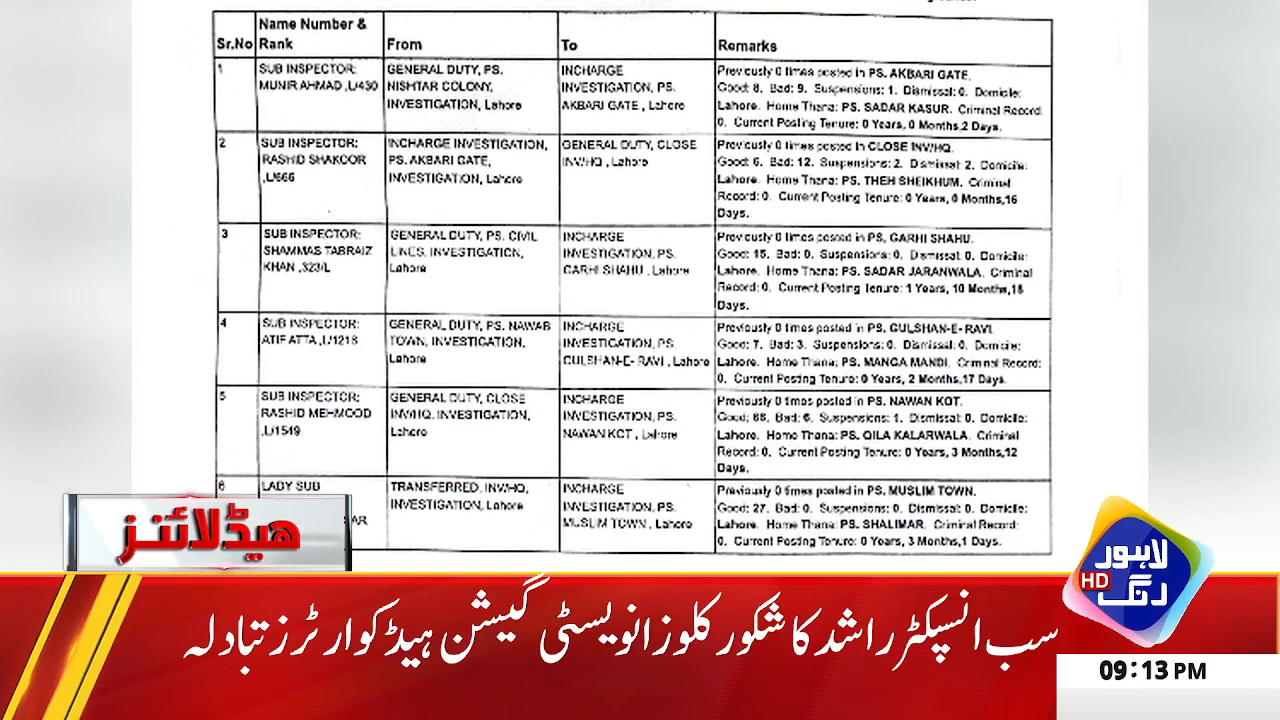 Name Number &
Sr.No Rank From To Remarks
1 SUB INSPECTOR: GENERAL DUTY, PS. INCHARGE Previously 0 times posted in PS. AKBARI GATE.
MUNIR AHMAD ,L/430 NISHTAR COLONY, INVESTIGATION, PS. Good: 8. Bad: 9. Suspensions: 1. Dismissal: 0. Domicile:
INVESTIGATION, Lahore AKBARI GATE , Lahore Lahore. Home Thana: PS. SADAR KASUR. Criminal Record:
0. Current Posting Tenure: 0 Years, 0 Months,2 Days.
2 SUB INSPECTOR: INCHARGE INVESTIGATION, GENERAL DUTY, CLOSE Previously 0 times posted in CLOSE INV/HQ.
RASHID SHAKOOR PS. AKBARI GATE, INV/HQ , Lahore Good: 6. Bad: 12. Suspensions: 2. Dismissal: 2. Domicile:
,L/666 INVESTIGATION, Lahore Lahore. Home Thana: PS. THEH SHEIKHUM. Criminal
Record: 0. Current Posting Tenure: 0 Years, 0 Months,16
Days.
3 SUB INSPECTOR: GENERAL DUTY, PS. CIVIL INCHARGE Previously 0 times posted in PS. GARHI SHAHU.
SHAMMAS TABRAIZ LINES, INVESTIGATION, INVESTIGATION, PS. Good: 15. Bad: 0. Suspensions: 0. Dismissal: 0. Domicile:
KHAN ,323/L Lahore GARHI SHAHU , Lahore Lahore. Home Thana: PS. SADAR JARANWALA. Criminal
Record: 0. Current Posting Tenure: 1 Years, 10 Months,18
Days.
4 SUB INSPECTOR: GENERAL DUTY, PS. NAWAB INCHARGE Previously 0 times posted in PS. GULSHAN-E- RAVI.
ATIF ATTA ,L/1218 TOWN, INVESTIGATION, INVESTIGATION, PS. Good: 7. Bad: 3. Suspensions: 0. Dismissal: 0. Domicile:
Lahore GULSHAN-E- RAVI , Lahore Lahore. Home Thana: PS. MANGA MANDI. Criminal Record:
0. Current Posting Tenure: 0 Years, 2 Months,17 Days.
5 SUB INSPECTOR: GENERAL DUTY, CLOSE INCHARGE Previously 0 times posted in PS. NAWAN KOT.
RASHID MEHMOOD INV/HQ, INVESTIGATION, INVESTIGATION, PS. Good: 66. Bad: 6. Suspensions: 1. Dismissal: 0. Domicile:
,L/1549 Lahore NAWAN KOT , Lahore Lahore. Home Thana: PS. QILA KALARWALA. Criminal
Record: 0. Current Posting Tenure: 0 Years, 3 Months,12
Days.
6 LADY SUB TRANSFERRED, INV/HQ, INCHARGE Previously 0 times posted in PS. MUSLIM TOWN.
INVESTIGATION, Lahore INVESTIGATION, PS. Good: 27. Bad: 0. Suspensions: 0. Dismissal: 0. Domicile:
MUSLIM TOWN , Lahore Lahore. Home Thana: PS. SHALIMAR. Criminal Record:
0. Current Posting Tenure: 0 Years, 3 Months,1 Days.
ہیڈلائنز
لاہور
HD رنگ
سب انسپکٹر راشد کا شکور کلوز انویسٹی گیشن ہیڈ کوارٹرز تبادلہ
09:13 PM